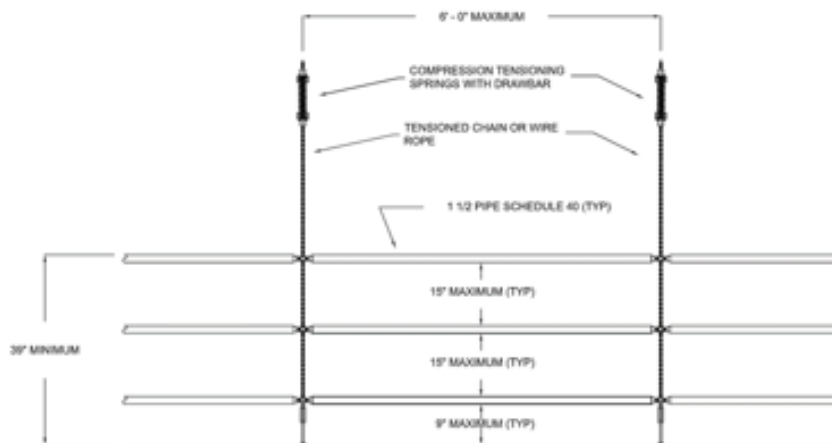 6' - 0" MAXIMUM
COMPRESSION TENSIONING
SPRINGS WITH DRAWBAR
TENSIONED CHAIN OR WIRE
ROPE
1 1/2 PIPE SCHEDULE 40 (TYP)
15" MAXIMUM (TYP)
39" MINIMUM
15" MAXIMUM (TYP)
9" MAXIMUM (TYP)